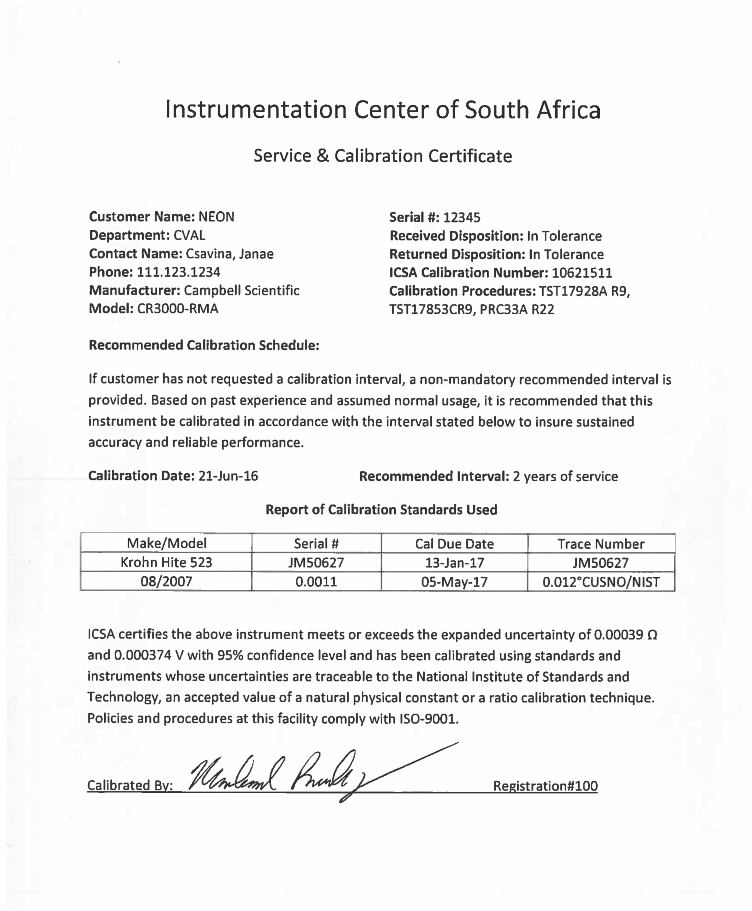 Instrumentation Center of South Africa
Service & Calibration Certificate
Customer Name: NEON
Department: CVAL
Contact Name: Csavina, Janae
Phone: 111.123.1234
Manufacturer: Campbell Scientific
Model: CR3000-RMA
Serial #: 12345
Received Disposition: In Tolerance
Returned Disposition: In Tolerance
ICSA Calibration Number: 10621511
Calibration Procedures: TST17928A R9,
TST17853CR9, PRC33A R22
Recommended Calibration Schedule:
If customer has not requested a calibration interval, a non-mandatory recommended interval is
provided. Based on past experience and assumed normal usage, it is recommended that this
instrument be calibrated in accordance with the interval stated below to insure sustained
accuracy and reliable performance.
Calibration Date: 21-Jun-16 Recommended Interval: 2 years of service
Report of Calibration Standards Used
Make/Model Serial # Cal Due Date Trace Number
Krohn Hite 523 JM50627 13-Jan-17 JM50627
08/2007 0.0011 05-May-17 0.012°CUSNO/NIST
ICSA certifies the above instrument meets or exceeds the expanded uncertainty of 0.00039 Ω
and 0.000374 V with 95% confidence level and has been calibrated using standards and
instruments whose uncertainties are traceable to the National Institute of Standards and
Technology, an accepted value of a natural physical constant or a ratio calibration technique.
Policies and procedures at this facility comply with ISO-9001.
Calibrated By: Registration#100